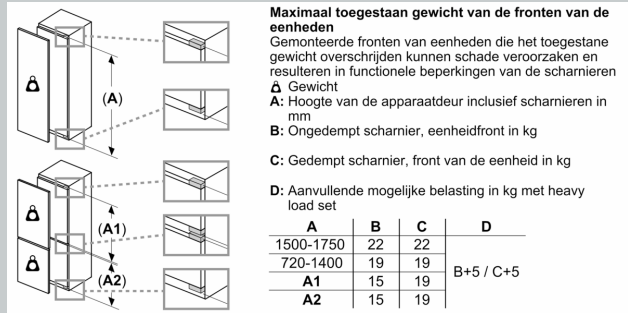 Maximaal toegestaan gewicht van de fronten van de
eenheden
Gemonteerde fronten van eenheden die het toegestane
gewicht overschrijden kunnen schade veroorzaken en
resulteren in functionele beperkingen van de scharnieren
Gewicht
A: Hoogte van de apparaatdeur inclusief scharnieren in
mm
B: Ongedempt scharnier, eenheidfront in kg
C: Gedempt scharnier, front van de eenheid in kg
D: Aanvullende mogelijke belasting in kg met heavy
load set
A B C D
1500-1750 22 22
720-1400 19 19
B+5 / C+5
A1 15 19
A2 15 19
(A)
(A1)
(A2)